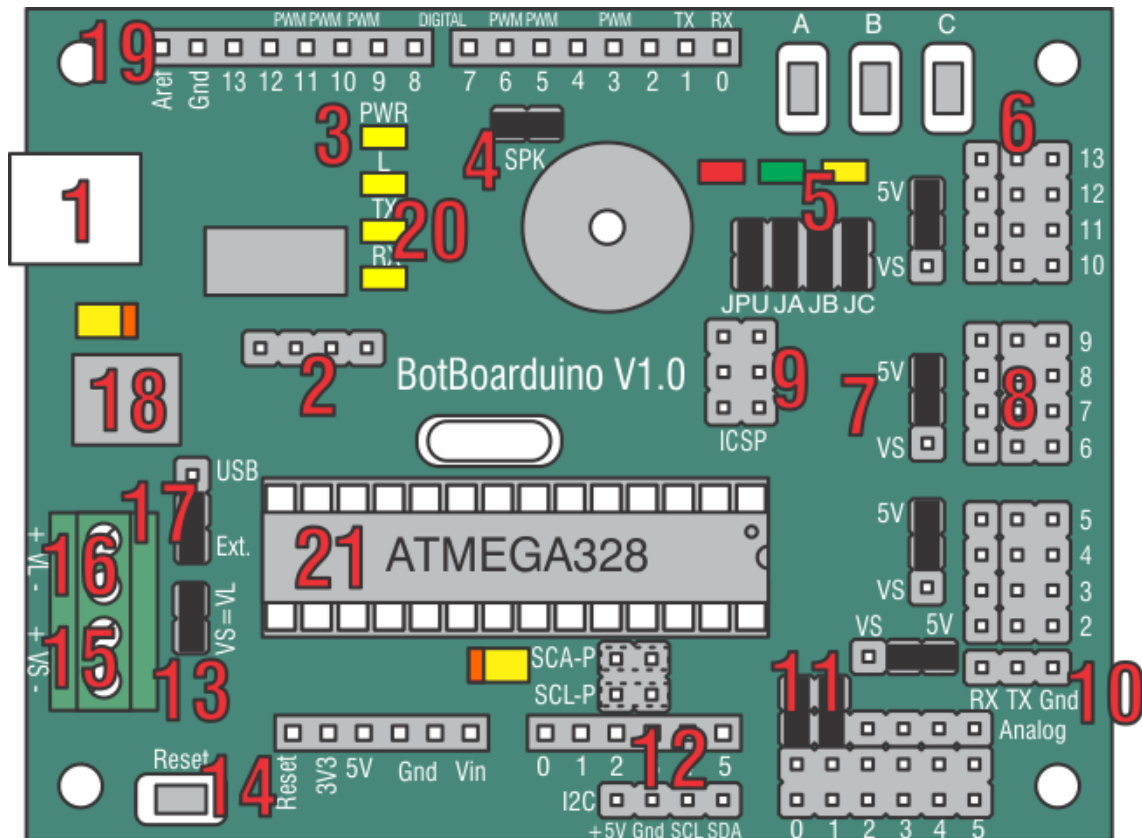 PWM PWM PWM DIGITAL PWM PWM PWM TX RX
19
Aref Gnd 13 12 11 10 9 8 7 6 5 4 3 2 1 0
A B C
3 PWR
L
TX
20
RX
4 SPK
5
6
13
12
11
10
5V
VS
JPU JA JB JC
1
2
BotBoarduino V1.0
9
ICSP
7
5V
VS
8
9
8
7
6
18
17
USB
Ext.
21
ATMEGA328
5V
VS
5
4
3
2
+ VL -
16
+ VS -
15
VS = VL
13
SCA-P
SCL-P
VS 5V
RX TX Gnd
10
Analog
11
12
Reset
14
Reset 3V3 5V Gnd Vin
0 1 2 3 4 5
I2C
+5V Gnd SCL SDA
0 1 2 3 4 5